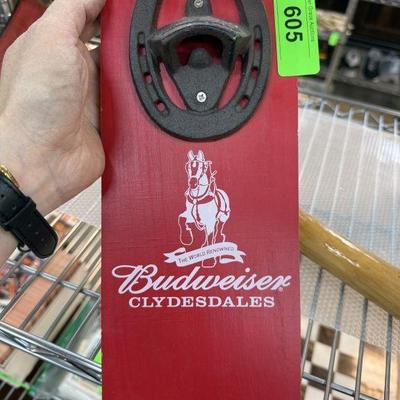 605
THE WORLD RENOWNED
Budweiser®
CLYDESDALES